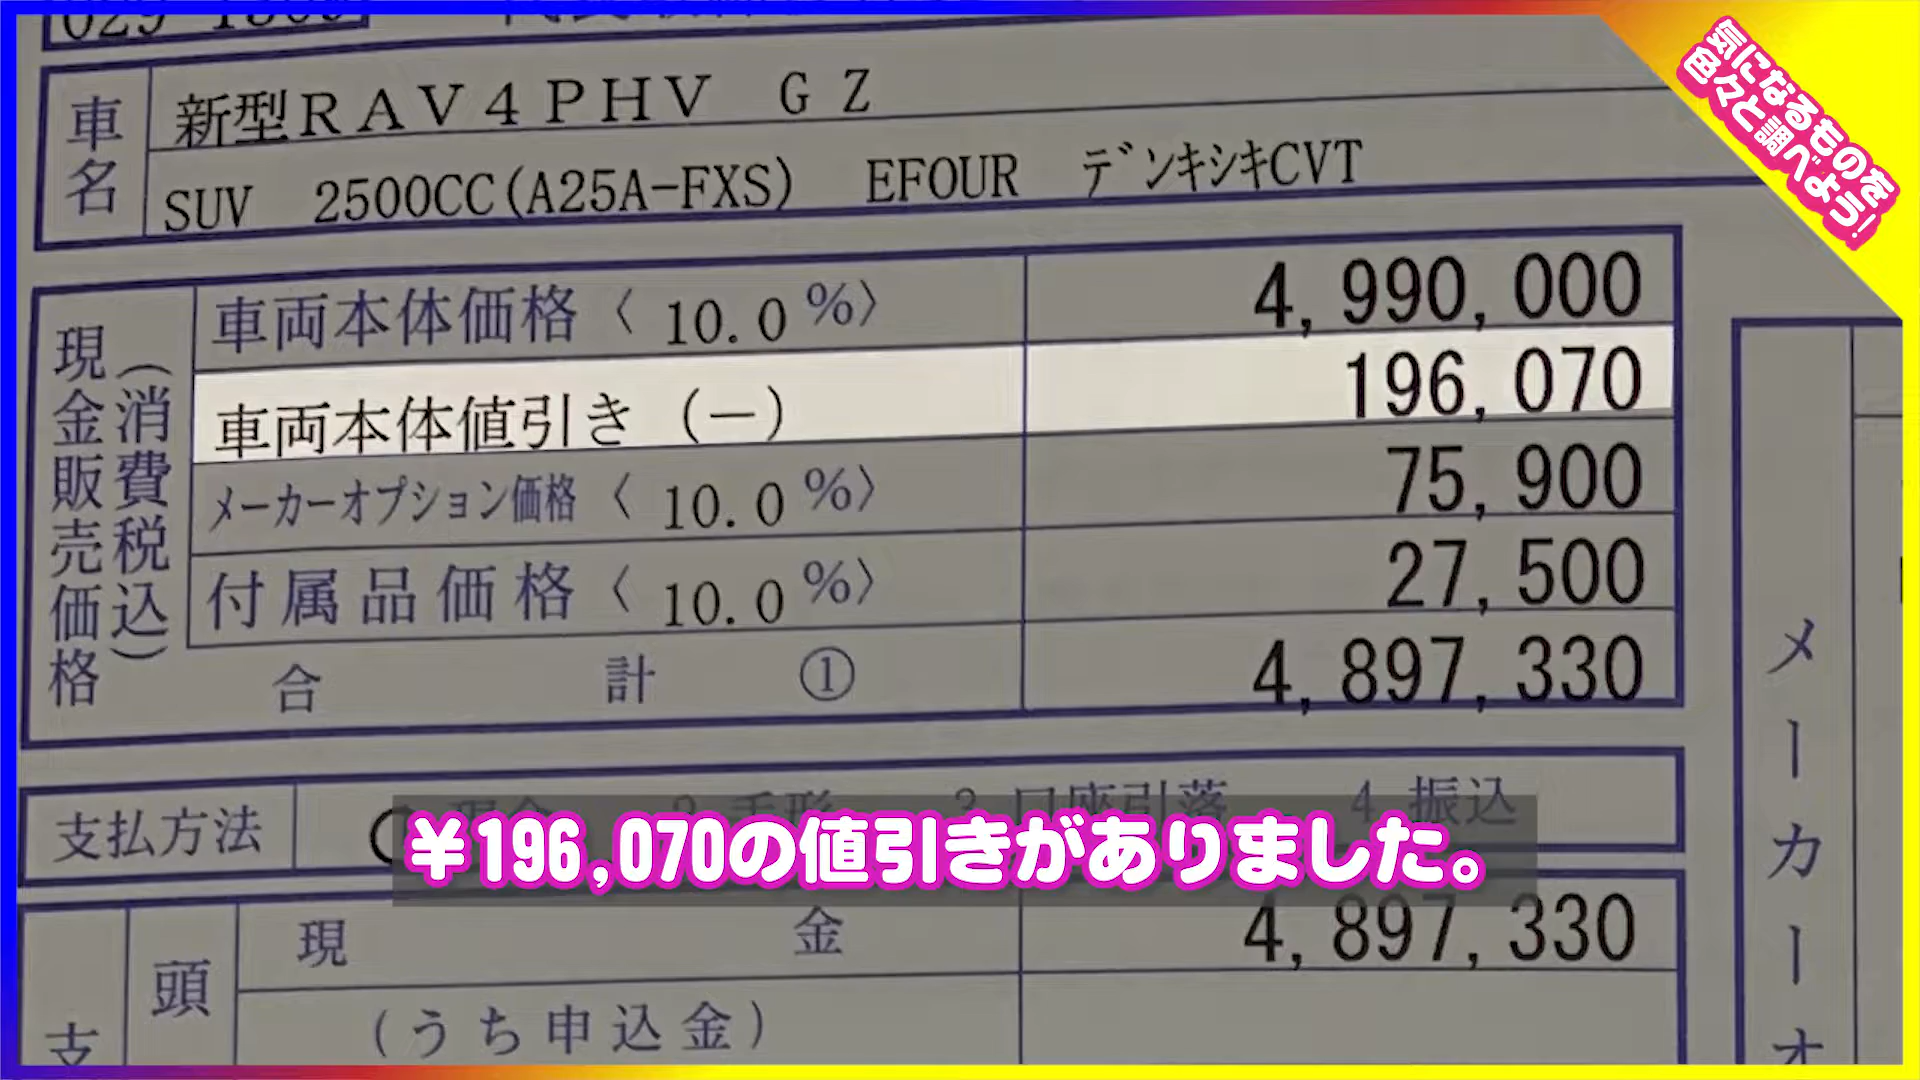 気になるものを
色々と調べよう!
車名
新型RAV4PHV GZ
SUV 2500CC(A25A-FXS) EFOUR デンキシキCVT
現金販売価格
(消費税込)
車両本体価格〈 10.0%〉 4,990,000
車両本体値引き (−) 196,070
メーカーオプション価格〈 10.0%〉 75,900
付属品価格〈 10.0%〉 27,500
合計① 4,897,330
支払方法
4 振込
¥196,070の値引きがありました。
支
頭
現金 4,897,330
(うち申込金)
メーカーオ